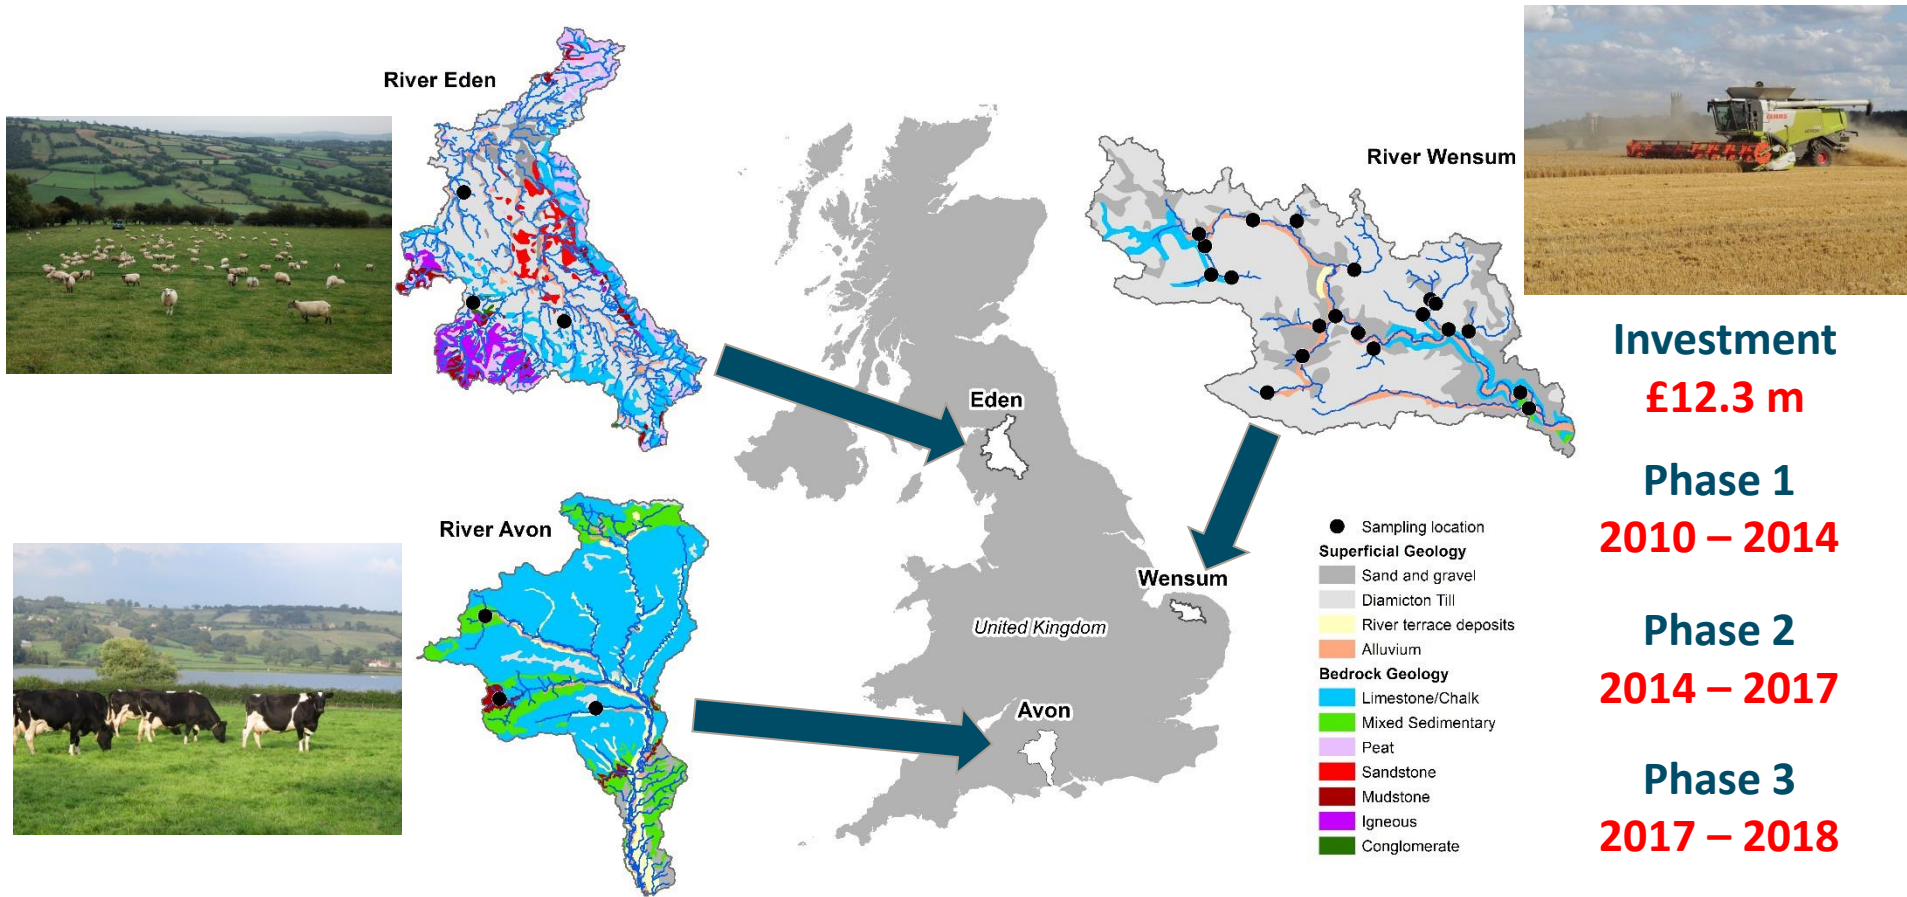 River Eden
River Wensum
River Avon
Eden
Wensum
United Kingdom
Avon
Sampling location
Superficial Geology
Sand and gravel
Diamicton Till
River terrace deposits
Alluvium
Bedrock Geology
Limestone/Chalk
Mixed Sedimentary
Peat
Sandstone
Mudstone
Igneous
Conglomerate
CLAAS
Investment
£12.3 m
Phase 1
2010 – 2014
Phase 2
2014 – 2017
Phase 3
2017 – 2018